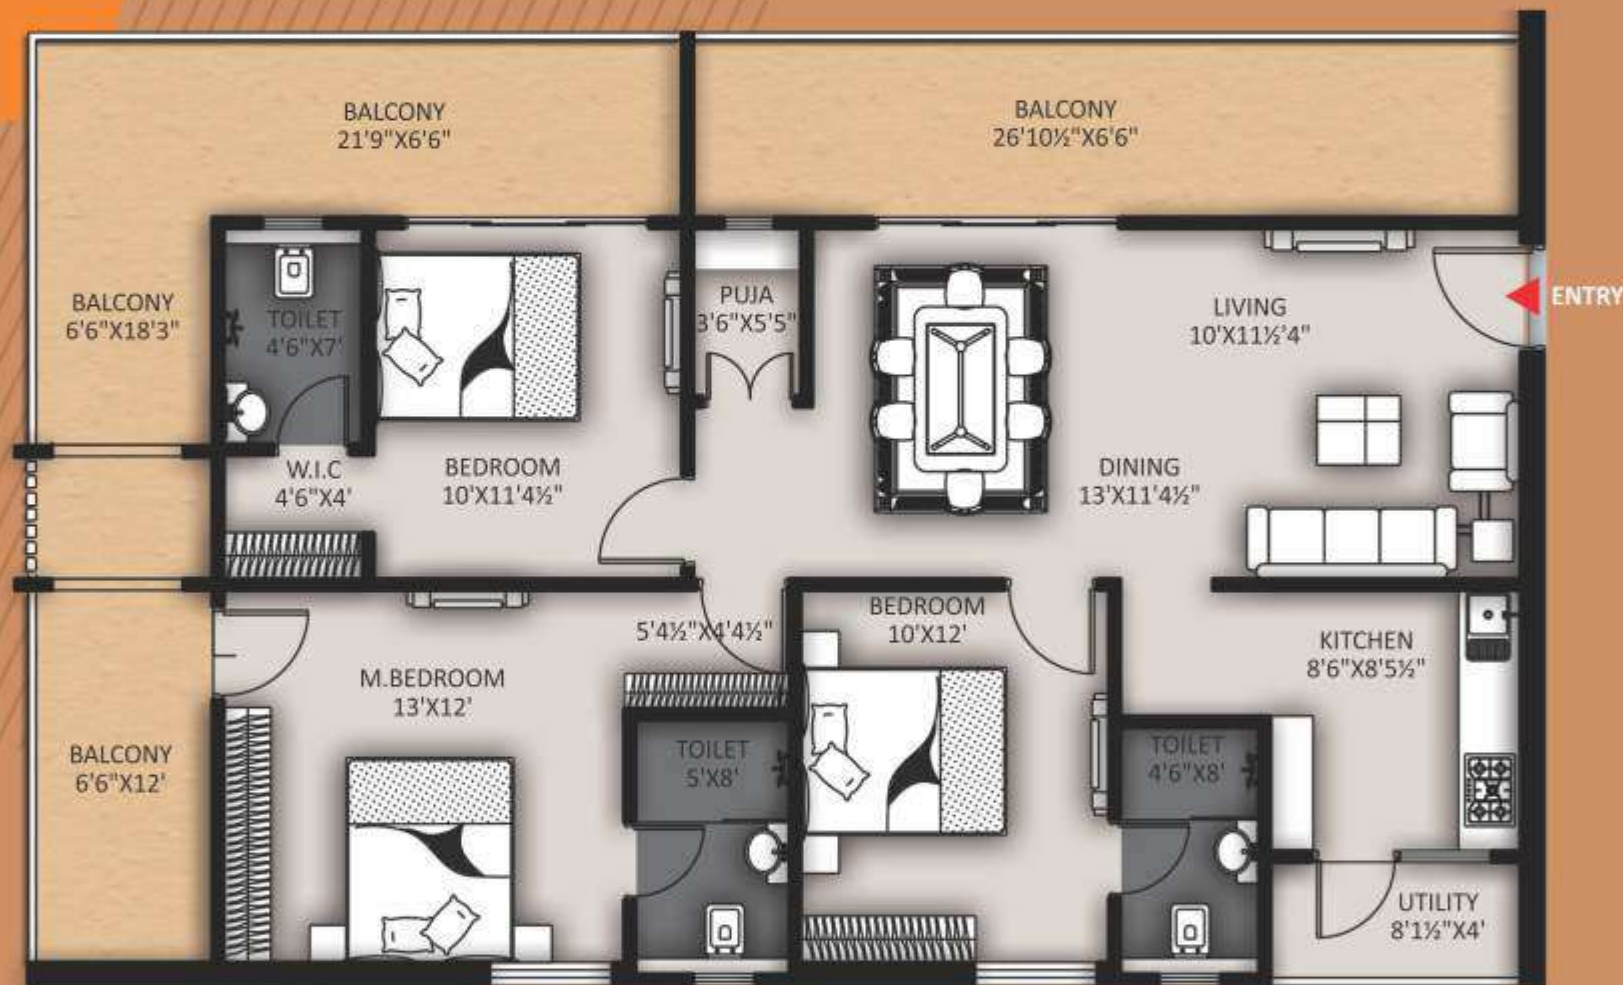 BALCONY
21'9"X6'6"
BALCONY
26'10½"X6'6"
BALCONY
6'6"X18'3"
TOILET
4'6"X7'
PUJA
3'6"X5'5"
LIVING
10'X11½'4"
ENTRY
W.I.C
4'6"X4'
BEDROOM
10'X11'4½"
DINING
13'X11'4½"
5'4½"X4'4½"
BEDROOM
10'X12'
KITCHEN
8'6"X8'5½"
M.BEDROOM
13'X12'
BALCONY
6'6"X12'
TOILET
5'X8'
TOILET
4'6"X8'
UTILITY
8'1½"X4'